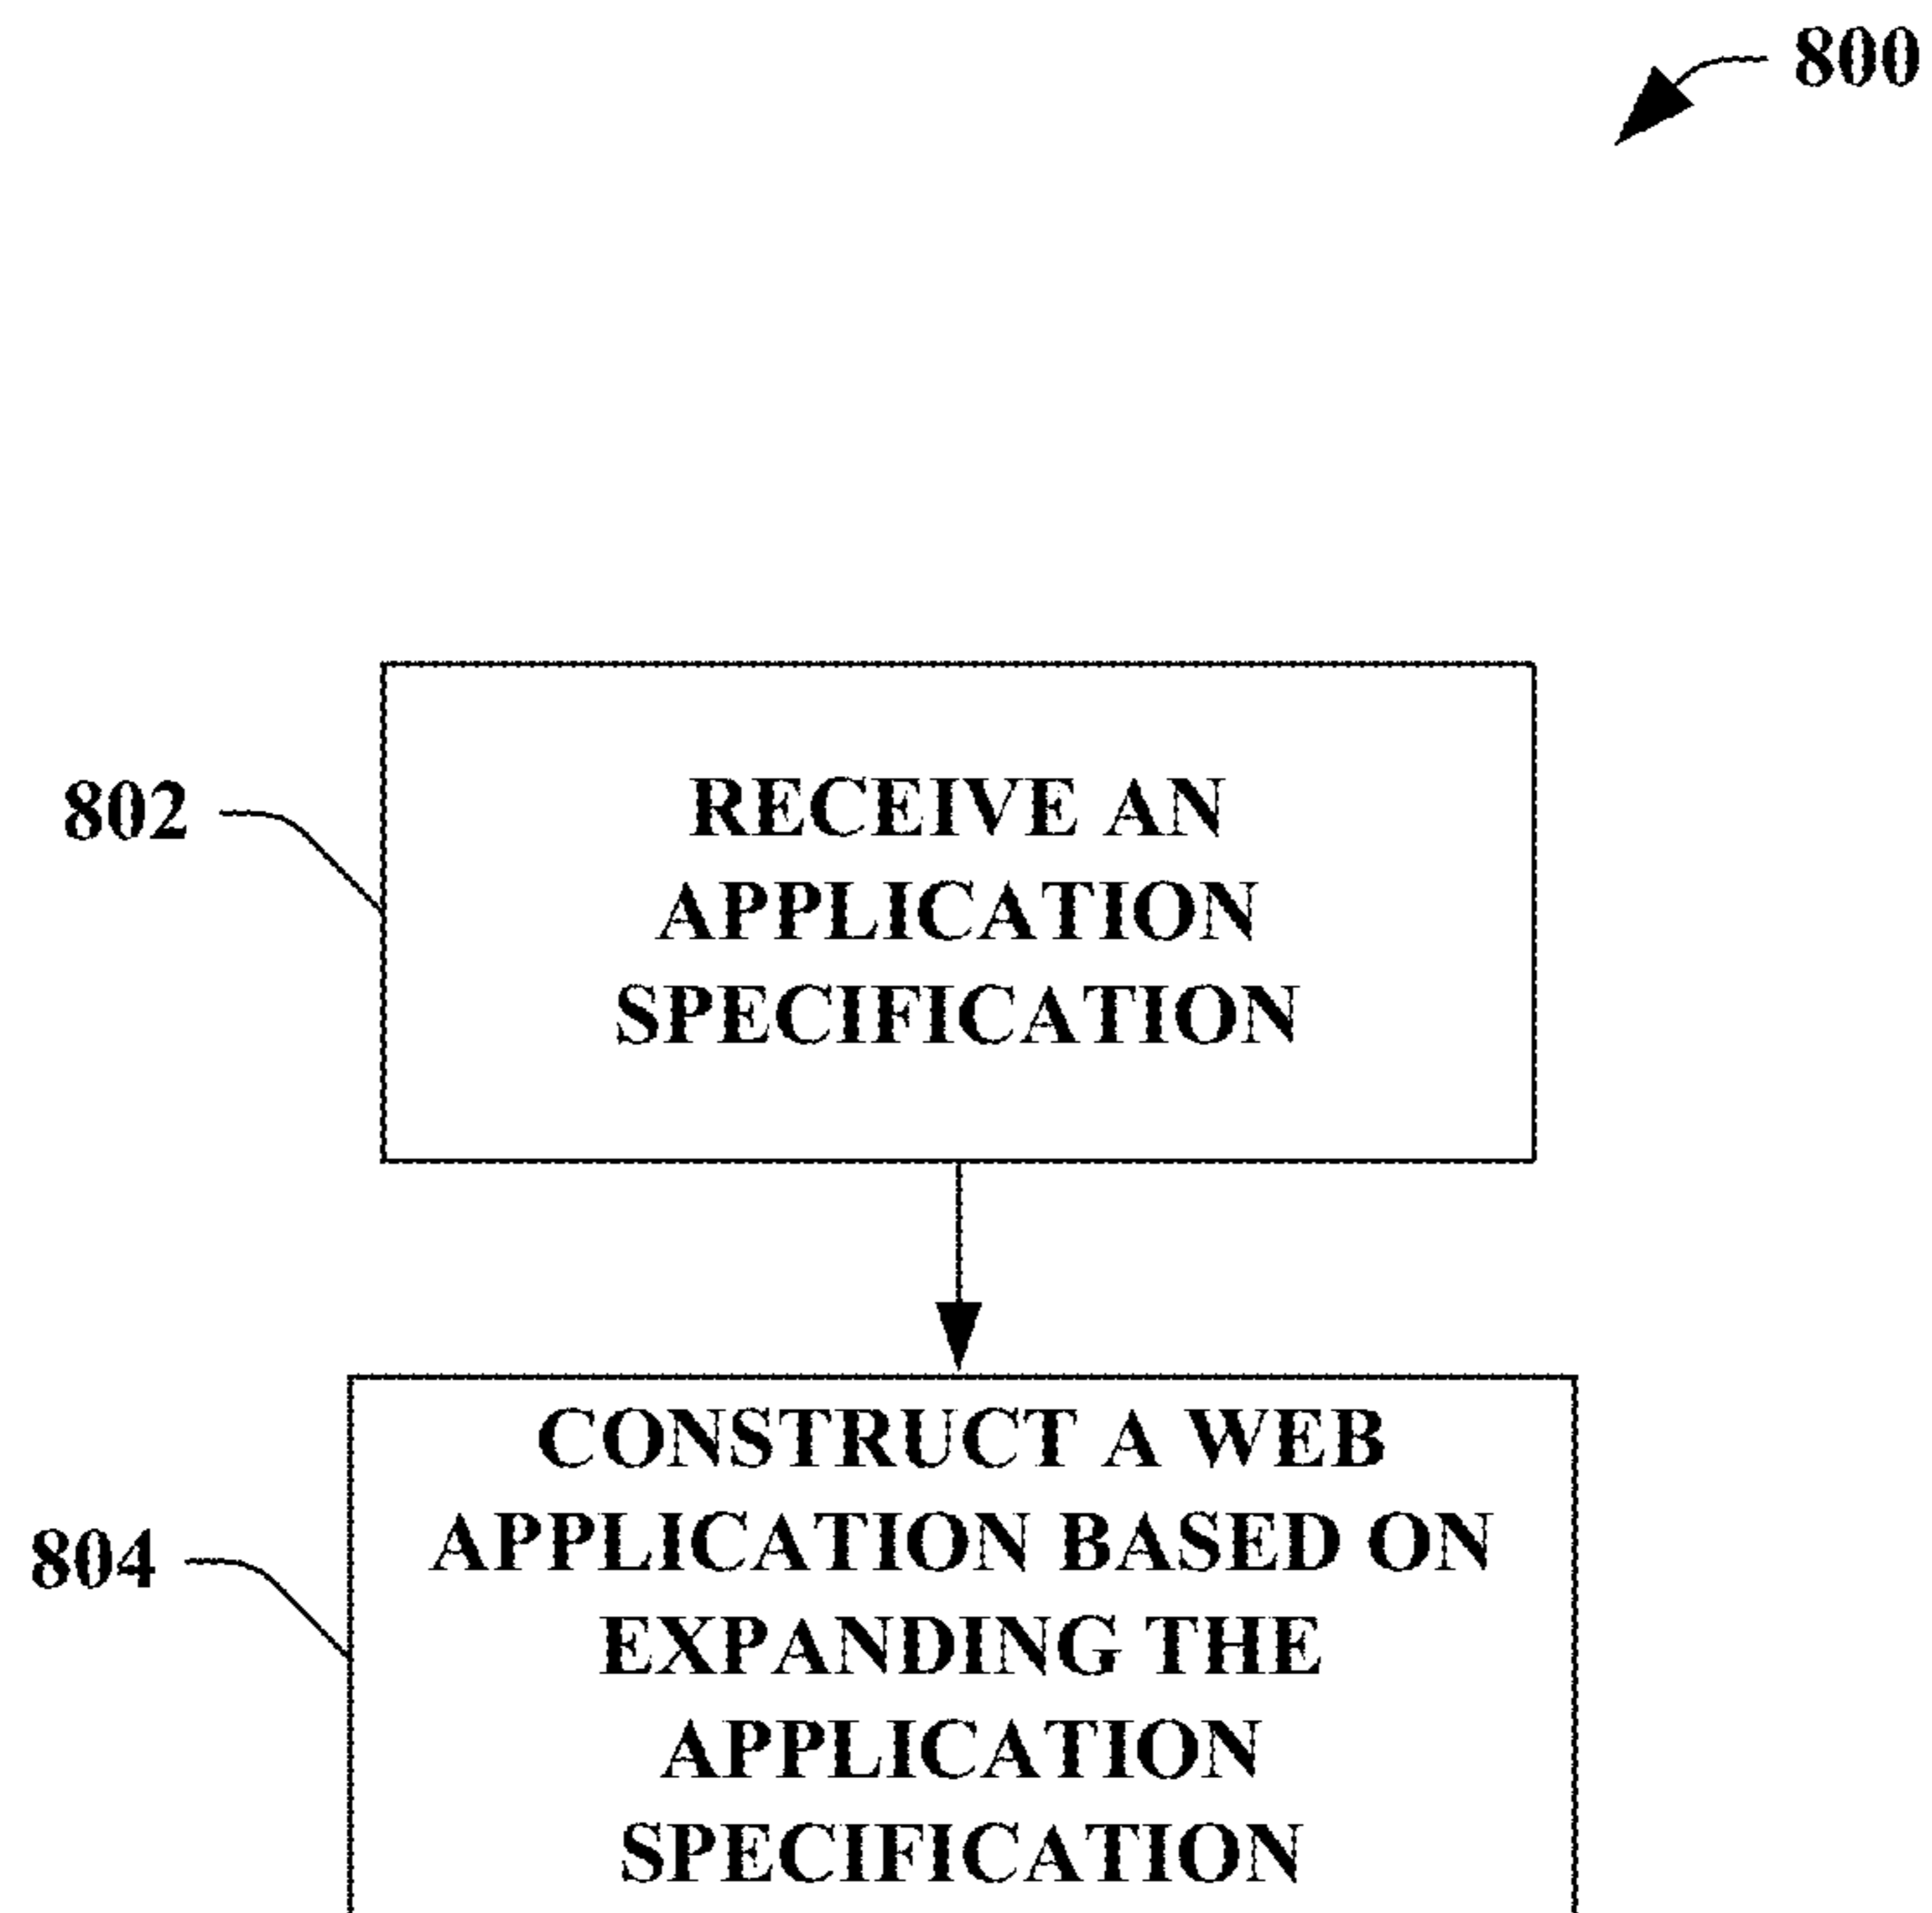 800
802
RECEIVE AN
APPLICATION
SPECIFICATION
804
CONSTRUCT A WEB
APPLICATION BASED ON
EXPANDING THE
APPLICATION
SPECIFICATION